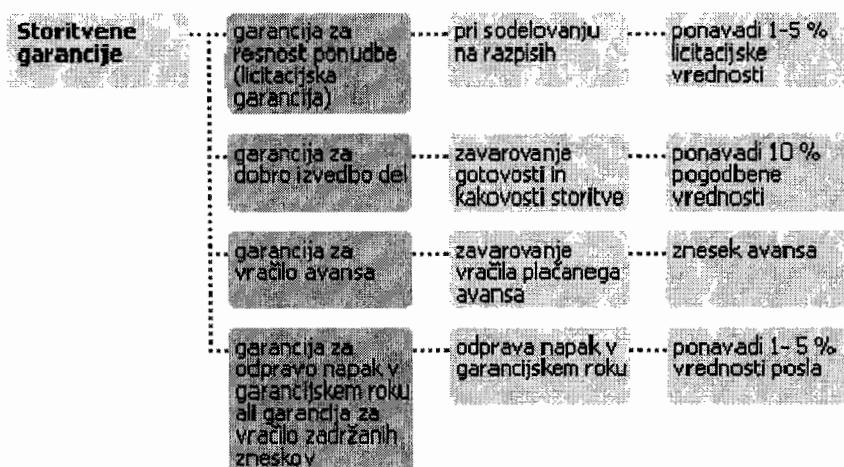 Storitvene
garancije
garancija za
resnost ponudbe
(licitacijska
garancija)
pri sodelovanju
na razpisih
ponavadi 1-5 %
licitacijske
vrednosti
garancija za
dobro izvedbo del
zavarovanje
gotovosti in
kakovosti storitve
ponavadi 10 %
pogodbene
vrednosti
garancija za
vračilo avansa
zavarovanje
vračila plačanega
avansa
znesek avansa
garancija za
odpravo napak v
garancijskem roku
ali garancija za
vračilo zadržanih
zneskov
odprava napak v
garancijskem roku
ponavadi 1- 5 %
vrednosti posla